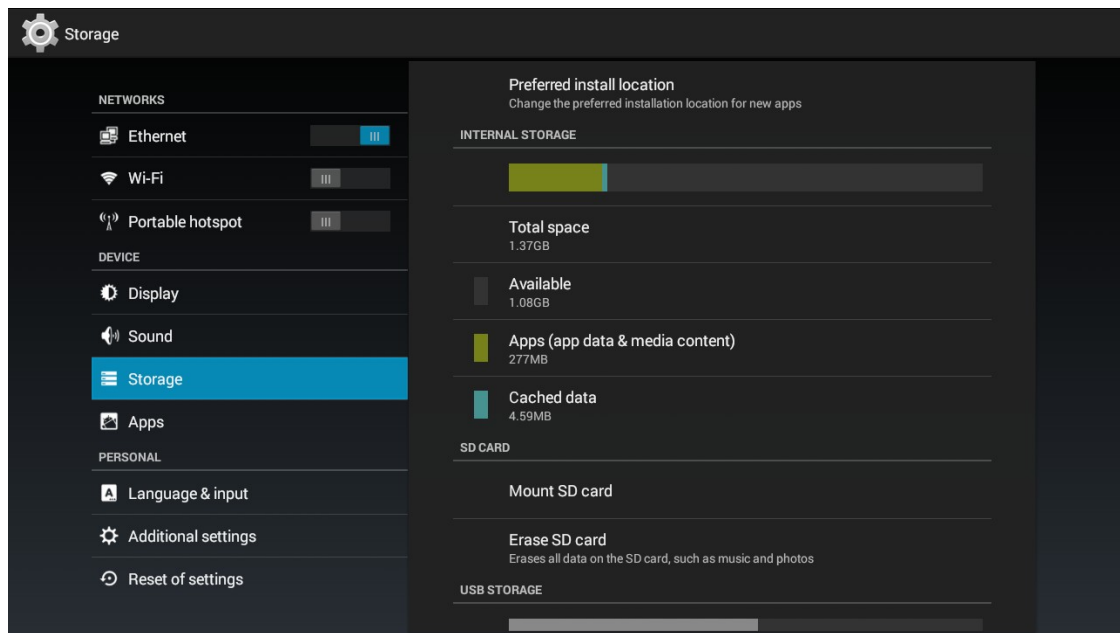 Storage
NETWORKS
Ethernet
Wi-Fi
Portable hotspot
DEVICE
Display
Sound
Storage
Apps
PERSONAL
Language & input
Additional settings
Reset of settings
Preferred install location
Change the preferred installation location for new apps
INTERNAL STORAGE
Total space
1.37GB
Available
1.08GB
Apps (app data & media content)
277MB
Cached data
4.59MB
SD CARD
Mount SD card
Erase SD card
Erases all data on the SD card, such as music and photos
USB STORAGE